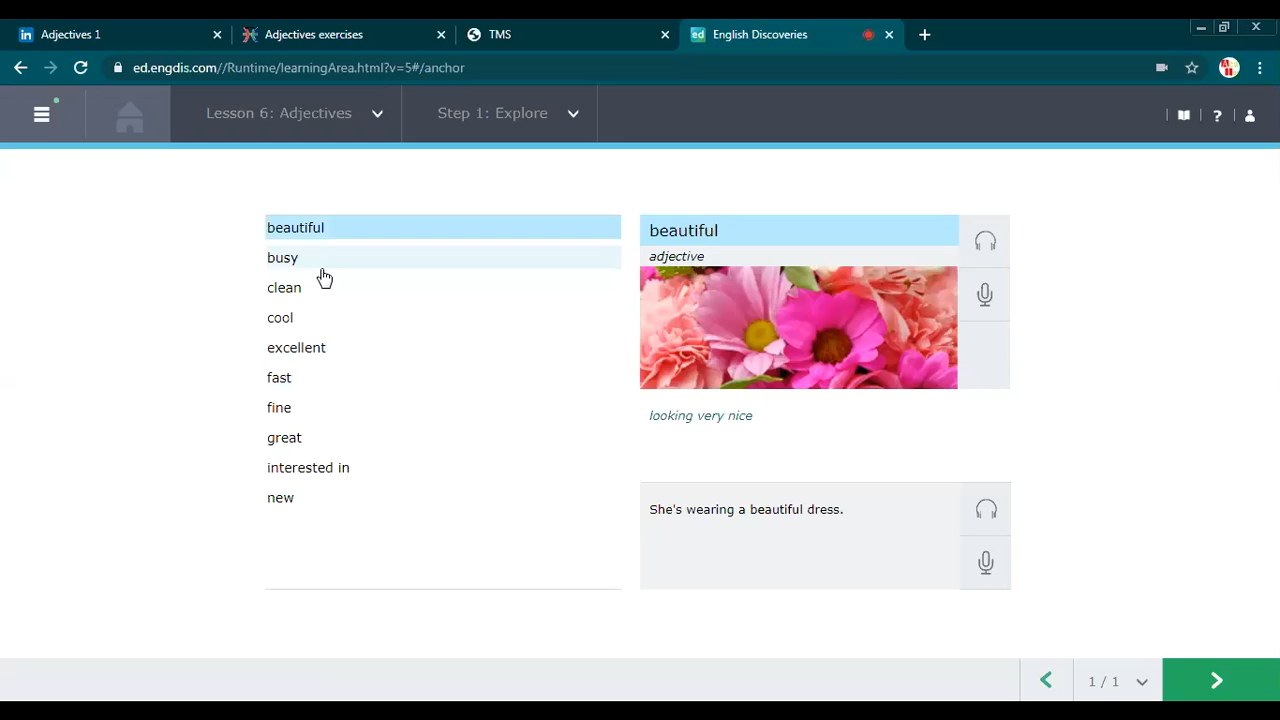 in Adjectives 1
Adjectives exercises
TMS
ed English Discoveries
ed.engdis.com//Runtime/learningArea.html?v=5#/anchor
Lesson 6: Adjectives
Step 1: Explore
?
beautiful
busy
clean
cool
excellent
fast
fine
great
interested in
new
beautiful
adjective
looking very nice
She's wearing a beautiful dress.
1 / 1